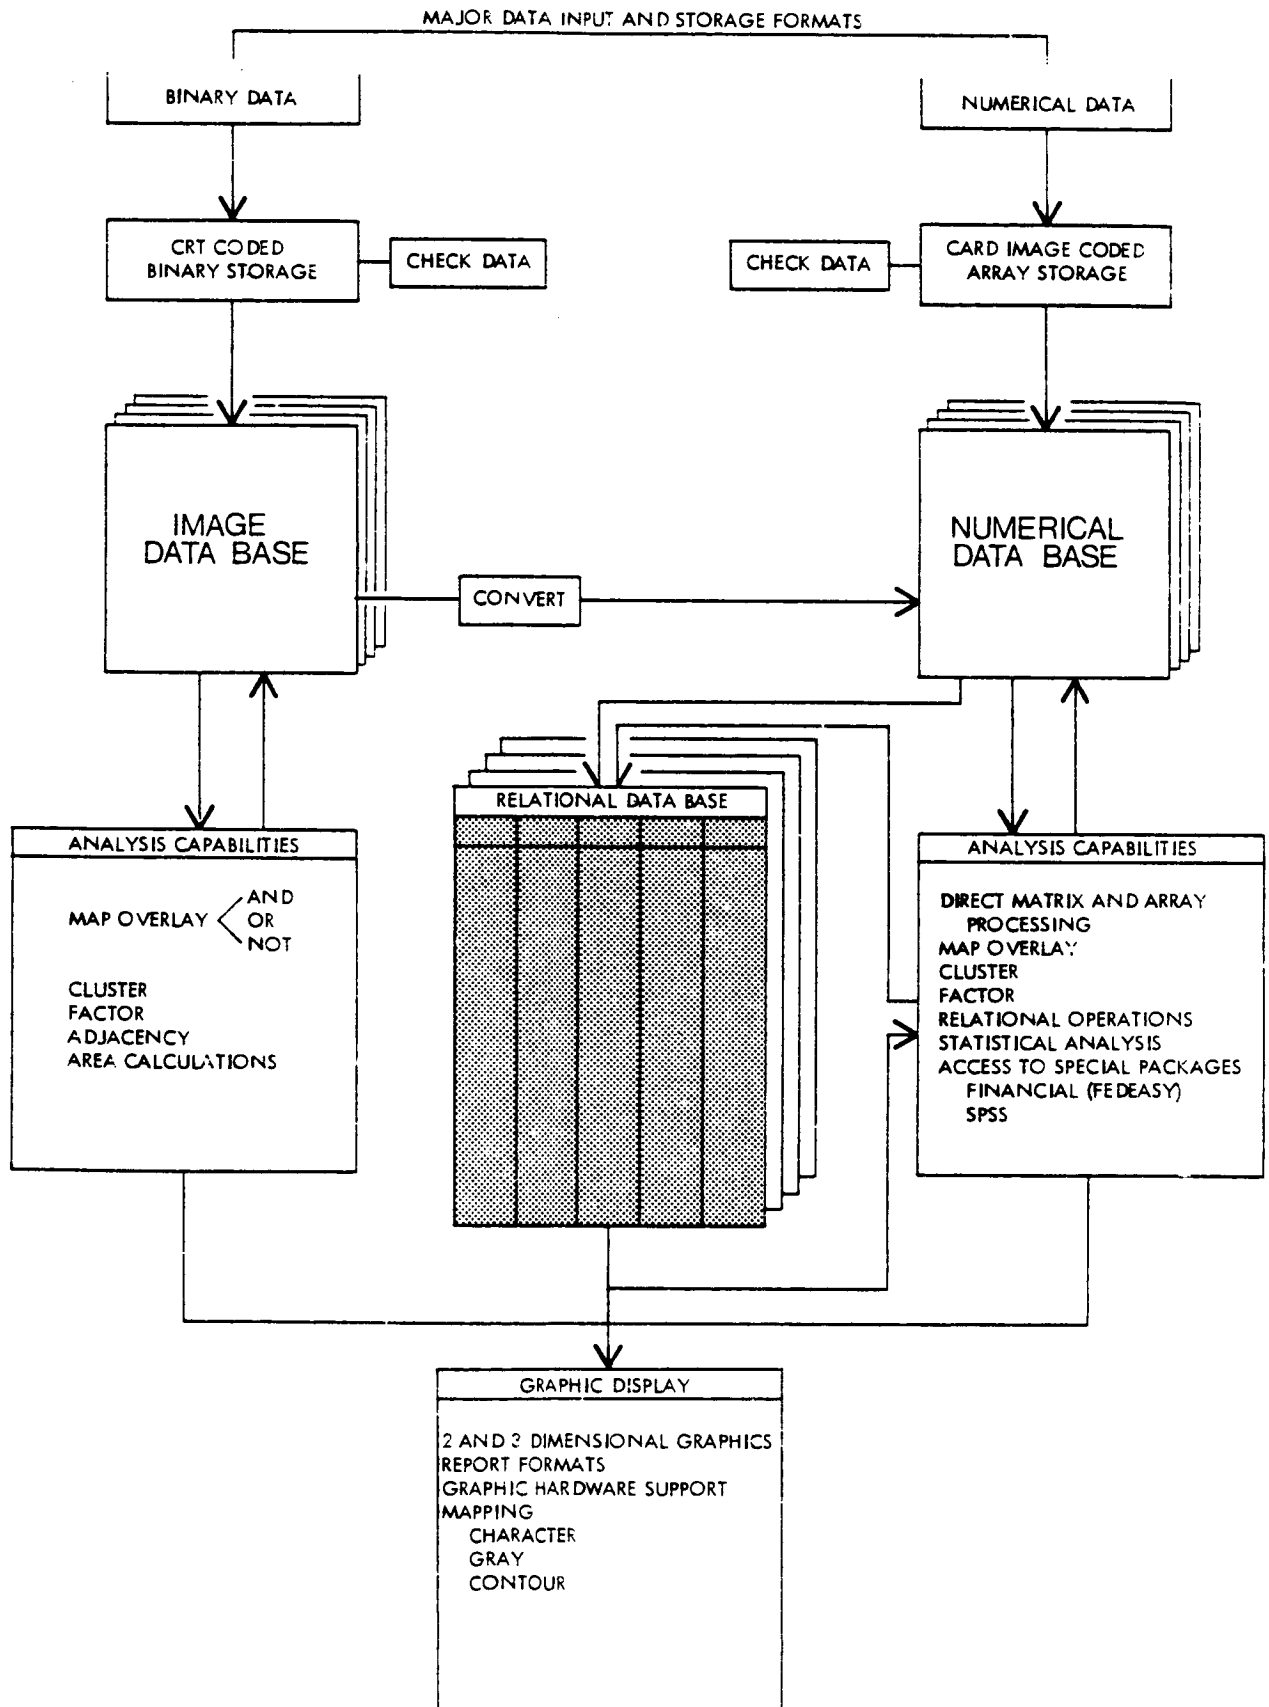 MAJOR DATA INPUT AND STORAGE FORMATS
BINARY DATA
NUMERICAL DATA
CRT CODED
BINARY STORAGE
CHECK DATA
CHECK DATA
CARD IMAGE CODED
ARRAY STORAGE
IMAGE
DATA BASE
NUMERICAL
DATA BASE
CONVERT
RELATIONAL DATA BASE
ANALYSIS CAPABILITIES
MAP OVERLAY
AND
OR
NOT
CLUSTER
FACTOR
ADJACENCY
AREA CALCULATIONS
ANALYSIS CAPABILITIES
DIRECT MATRIX AND ARRAY
PROCESSING
MAP OVERLAY
CLUSTER
FACTOR
RELATIONAL OPERATIONS
STATISTICAL ANALYSIS
ACCESS TO SPECIAL PACKAGES
FINANCIAL (FEDEASY)
SPSS
GRAPHIC DISPLAY
2 AND 3 DIMENSIONAL GRAPHICS
REPORT FORMATS
GRAPHIC HARDWARE SUPPORT
MAPPING
CHARACTER
GRAY
CONTOUR